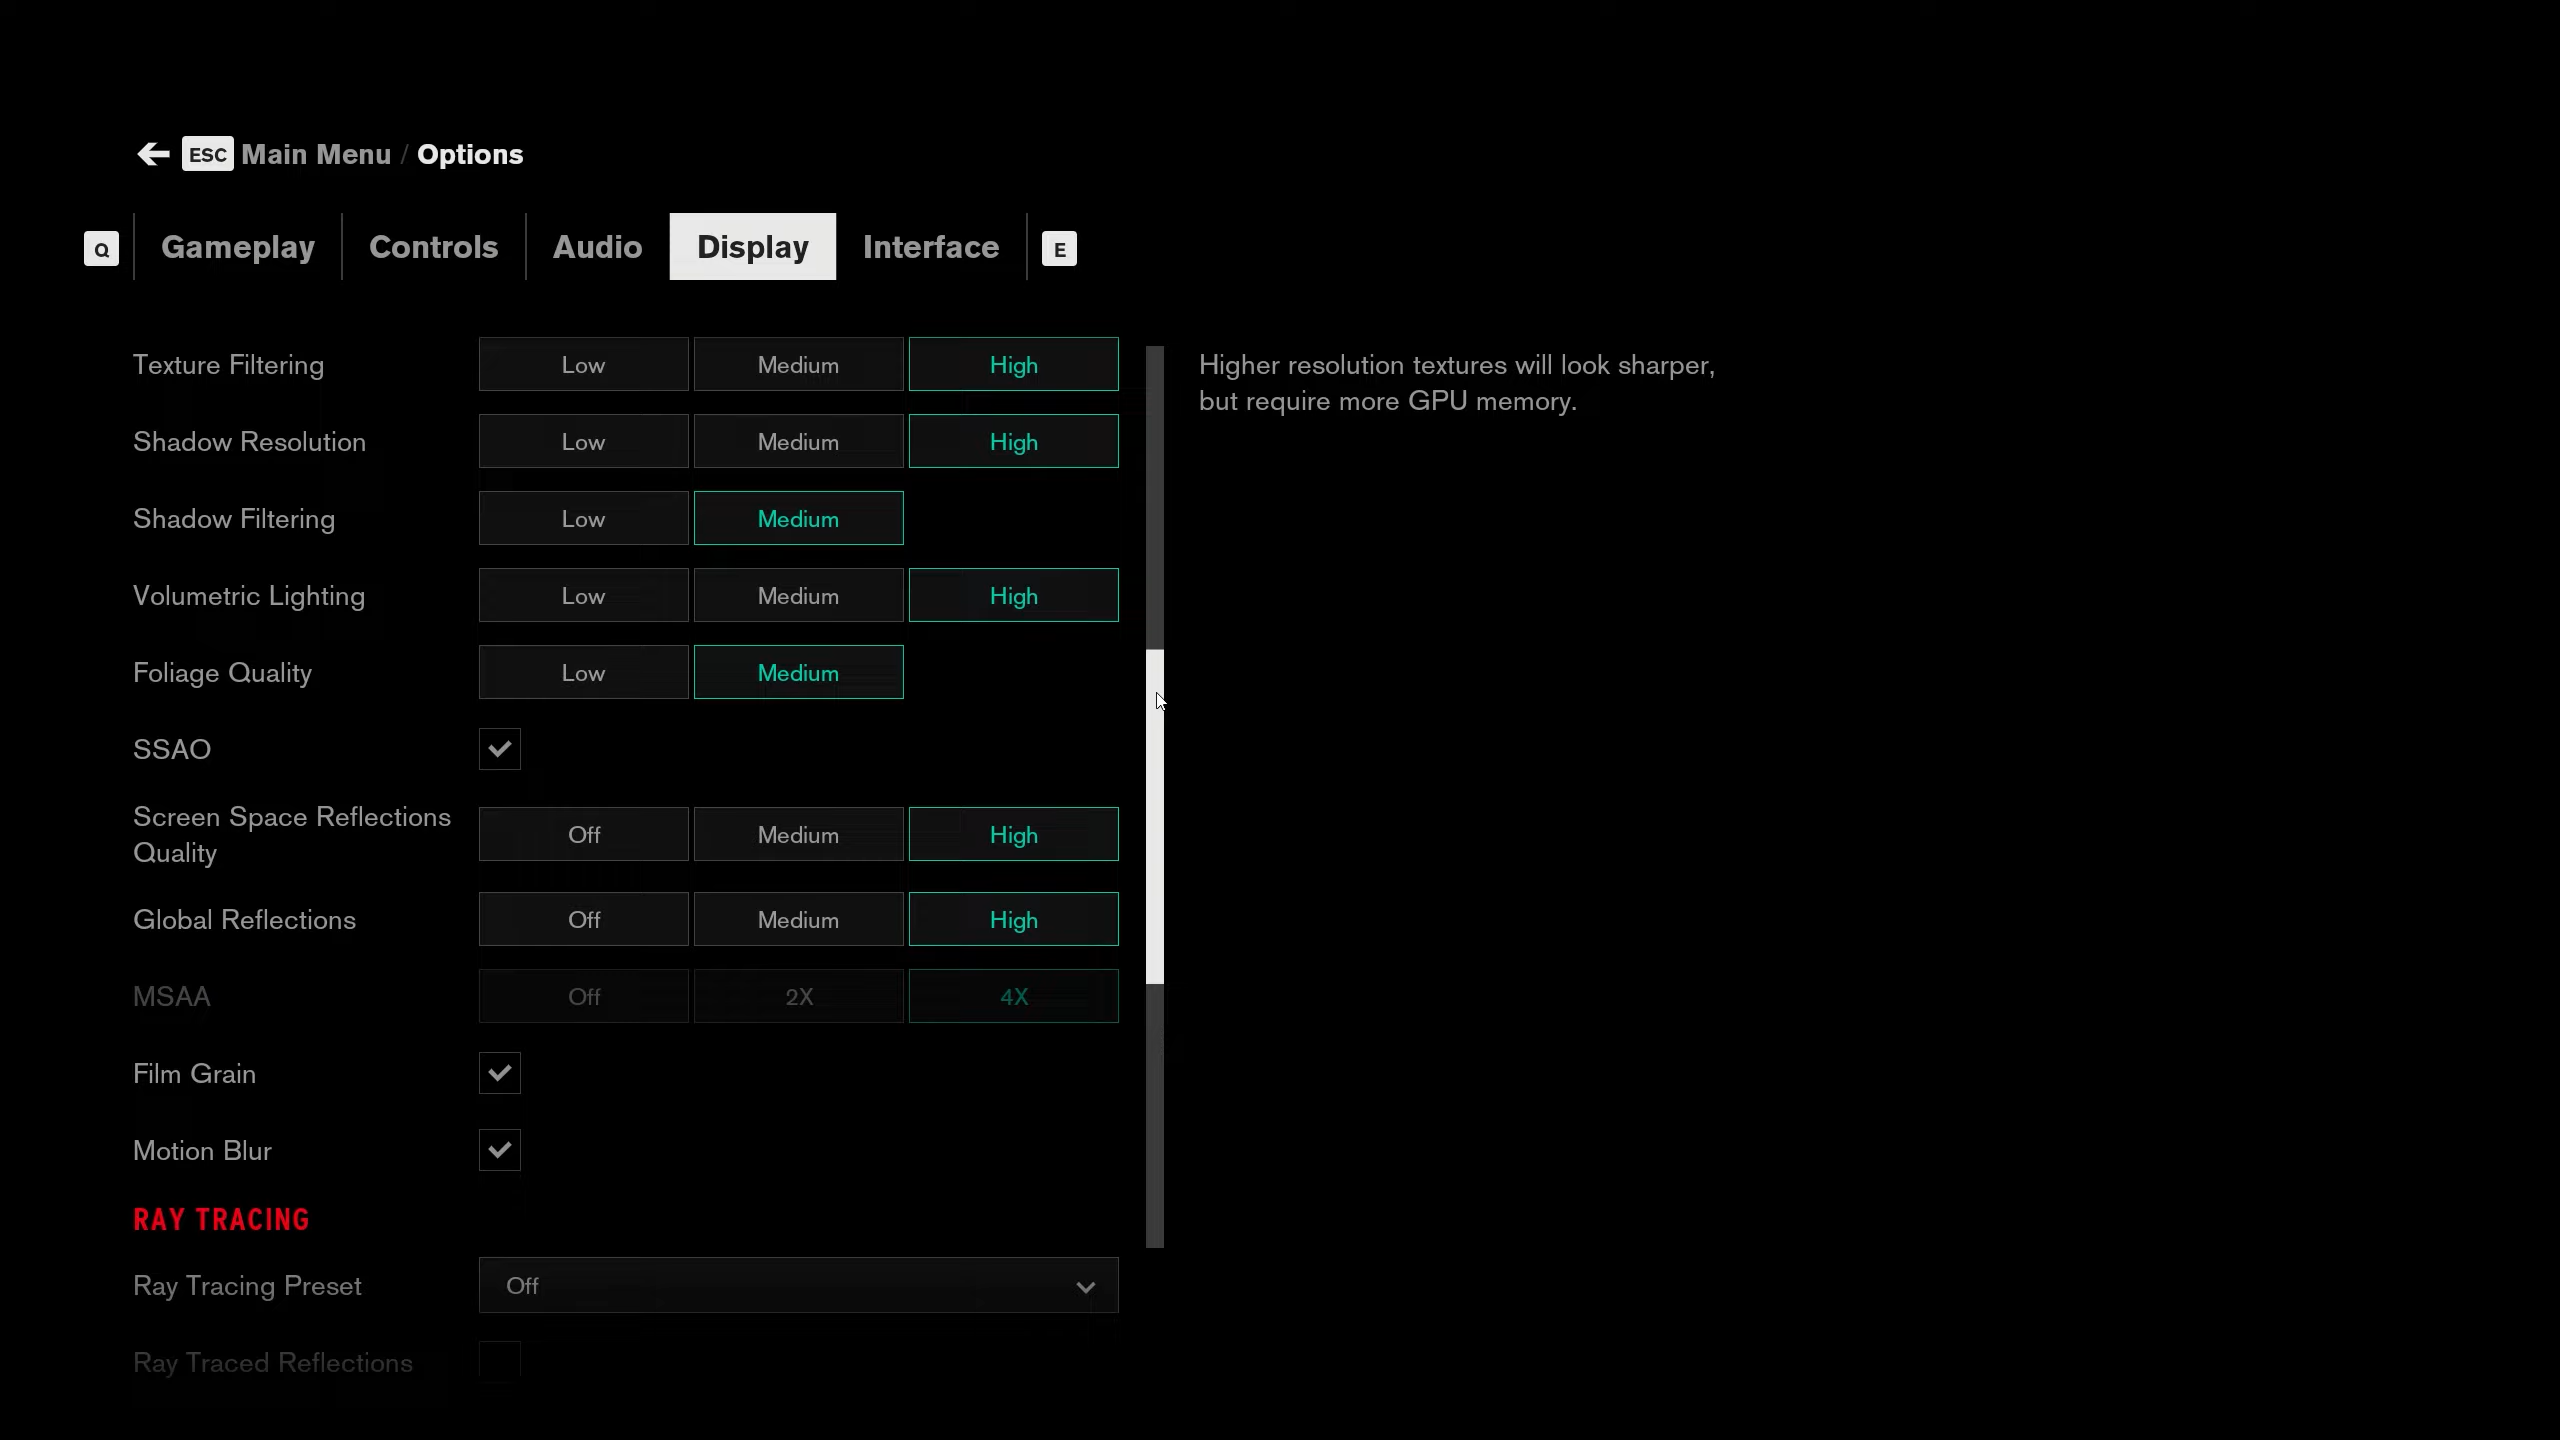 ESC Main Menu / Options
Q Gameplay Controls Audio Display Interface E
Texture Filtering Low Medium High
Higher resolution textures will look sharper,
but require more GPU memory.
Shadow Resolution Low Medium High
Shadow Filtering Low Medium
Volumetric Lighting Low Medium High
Foliage Quality Low Medium
SSAO
Screen Space Reflections
Quality
Off Medium High
Global Reflections Off Medium High
MSAA Off 2X 4X
Film Grain
Motion Blur
RAY TRACING
Ray Tracing Preset Off
Ray Traced Reflections